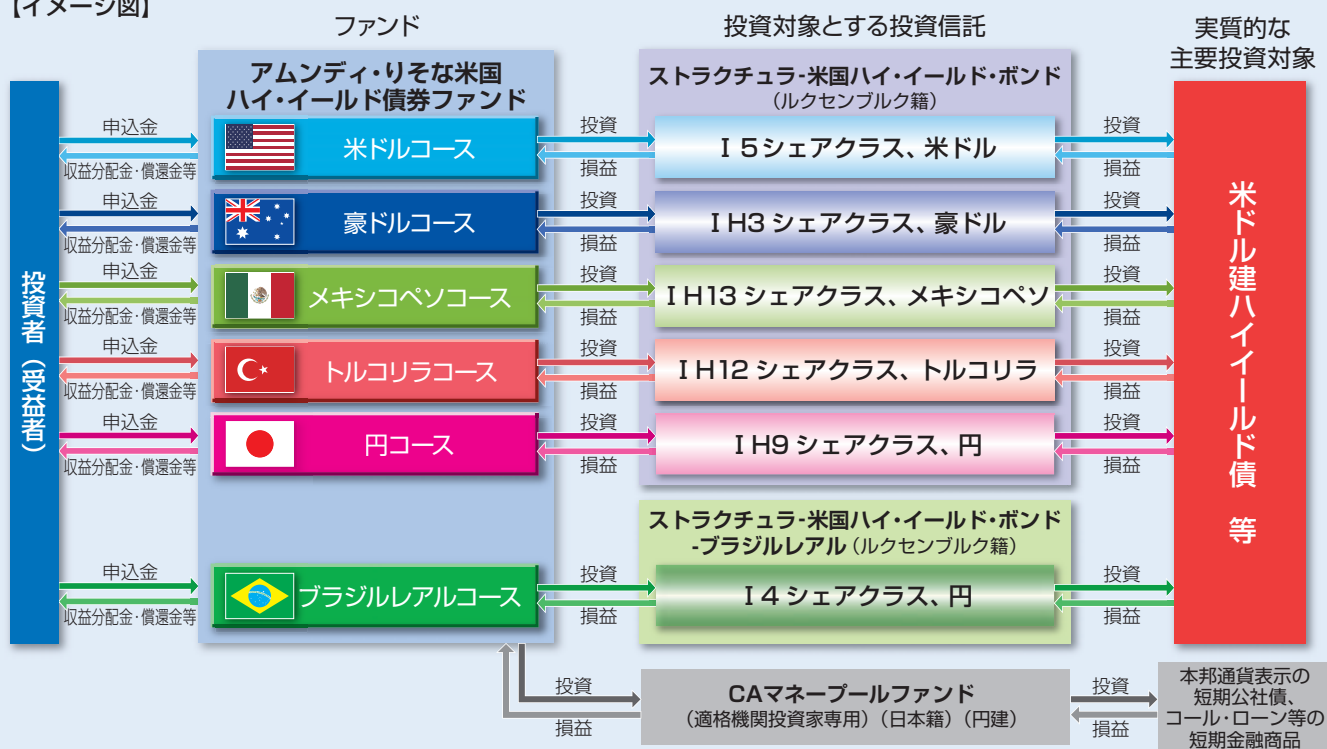 【イメージ図】
ファンド
投資対象とする投資信託
実質的な
主要投資対象
投資者（受益者）
アムンディ・りそな米国
ハイ・イールド債券ファンド
ストラクチュラ-米国ハイ・イールド・ボンド
（ルクセンブルク籍）
申込金
収益分配金・償還金等
米ドルコース
投資
損益
I 5シェアクラス、米ドル
投資
損益
申込金
収益分配金・償還金等
豪ドルコース
投資
損益
I H3 シェアクラス、豪ドル
投資
損益
申込金
収益分配金・償還金等
メキシコペソコース
投資
損益
I H13 シェアクラス、メキシコペソ
投資
損益
申込金
収益分配金・償還金等
トルコリラコース
投資
損益
I H12 シェアクラス、トルコリラ
投資
損益
申込金
収益分配金・償還金等
円コース
投資
損益
I H9 シェアクラス、円
投資
損益
ストラクチュラ-米国ハイ・イールド・ボンド
-ブラジルレアル（ルクセンブルク籍）
申込金
収益分配金・償還金等
ブラジルレアルコース
投資
損益
I 4 シェアクラス、円
投資
損益
米ドル建ハイイールド債 等
投資
損益
CAマネープールファンド
（適格機関投資家専用）（日本籍）（円建）
投資
損益
本邦通貨表示の
短期公社債、
コール・ローン等の
短期金融商品